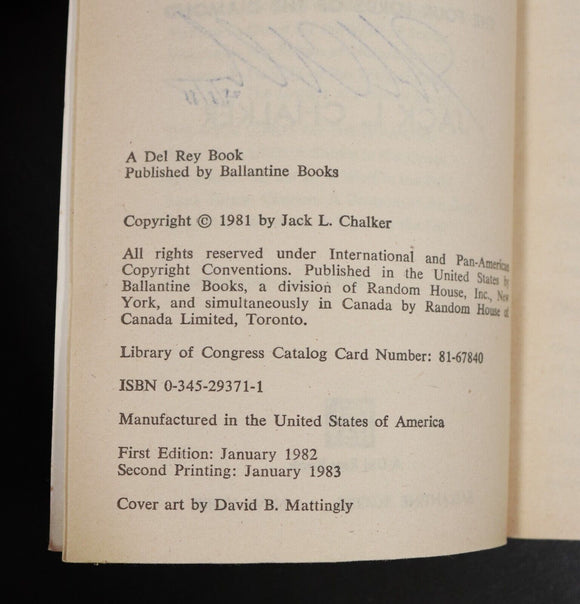 A Del Rey Book
Published by Ballantine Books
Copyright © 1981 by Jack L. Chalker
All rights reserved under International and Pan-American
Copyright Conventions. Published in the United States by
Ballantine Books, a division of Random House, Inc., New
York, and simultaneously in Canada by Random House of
Canada Limited, Toronto.
Library of Congress Catalog Card Number: 81-67840
ISBN 0-345-29371-1
Manufactured in the United States of America
First Edition: January 1982
Second Printing: January 1983
Cover art by David B. Mattingly